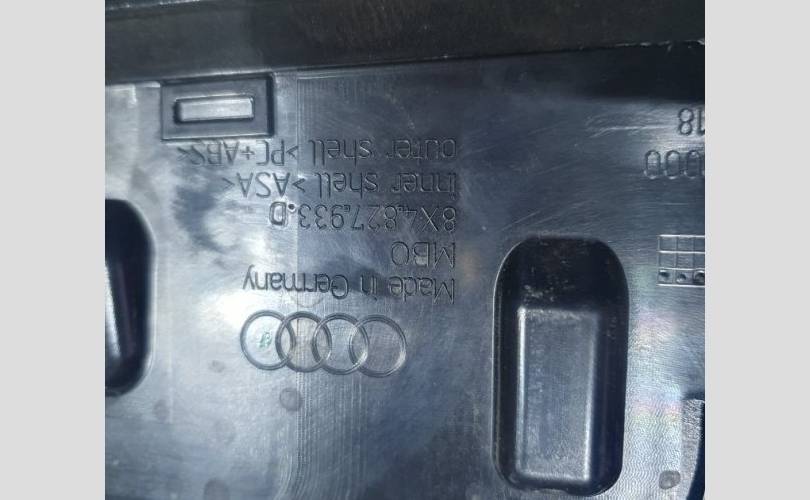 Made in Germany
MBO
8X4.827.933.D
inner shell >ASA<
outer shell >PC+ABS<